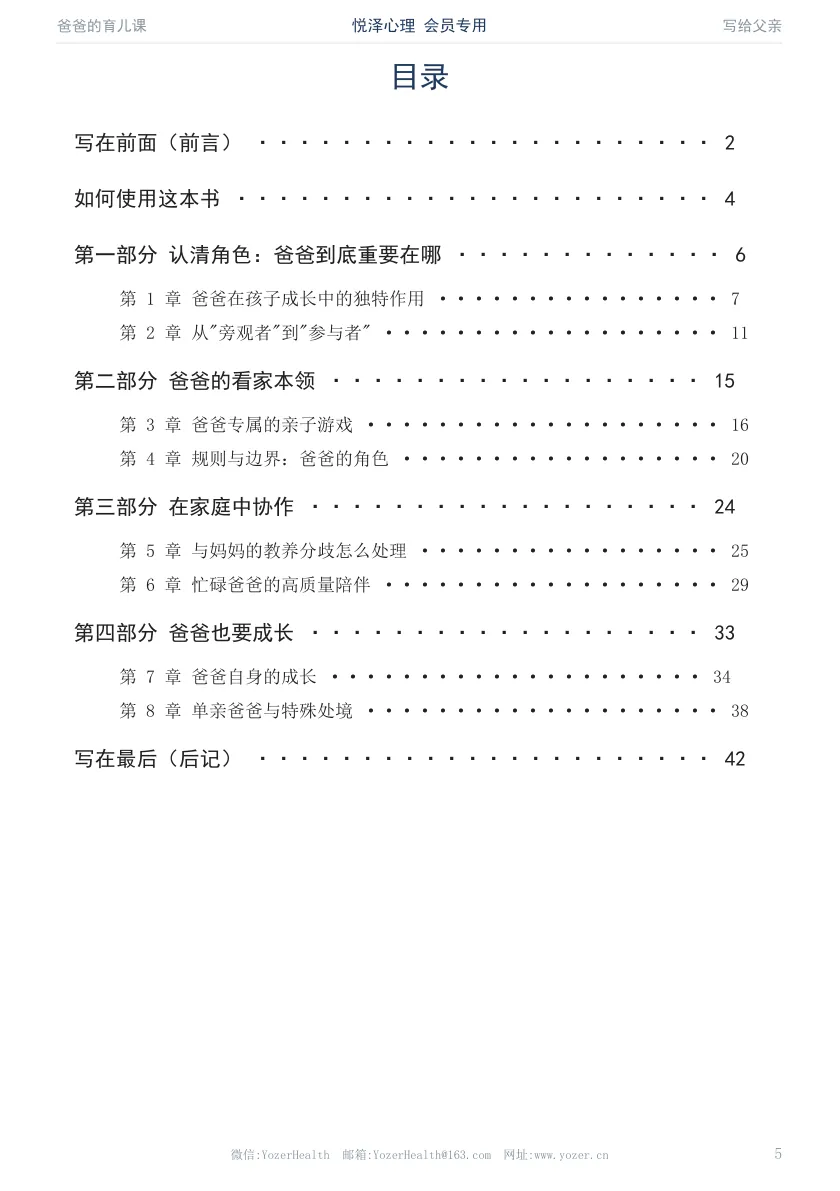 爸爸的育儿课 悦泽心理 会员专用 写给父亲
目录
写在前面（前言） · · · · · · · · · · · · · · · · · · · · · · 2
如何使用这本书 · · · · · · · · · · · · · · · · · · · · · · · 4
第一部分 认清角色：爸爸到底重要在哪 · · · · · · · · · · · · · 6
第 1 章 爸爸在孩子成长中的独特作用 · · · · · · · · · · · · · · · · 7
第 2 章 从"旁观者"到"参与者" · · · · · · · · · · · · · · · · · · · 11
第二部分 爸爸的看家本领 · · · · · · · · · · · · · · · · · · 15
第 3 章 爸爸专属的亲子游戏 · · · · · · · · · · · · · · · · · · · · 16
第 4 章 规则与边界：爸爸的角色 · · · · · · · · · · · · · · · · · · 20
第三部分 在家庭中协作 · · · · · · · · · · · · · · · · · · · 24
第 5 章 与妈妈的教养分歧怎么处理 · · · · · · · · · · · · · · · · · 25
第 6 章 忙碌爸爸的高质量陪伴 · · · · · · · · · · · · · · · · · · · 29
第四部分 爸爸也要成长 · · · · · · · · · · · · · · · · · · · 33
第 7 章 爸爸自身的成长 · · · · · · · · · · · · · · · · · · · · · 34
第 8 章 单亲爸爸与特殊处境 · · · · · · · · · · · · · · · · · · · · 38
写在最后（后记） · · · · · · · · · · · · · · · · · · · · · · 42
微信:YozerHealth 邮箱:YozerHealth@163.com 网址:www.yozer.cn 5